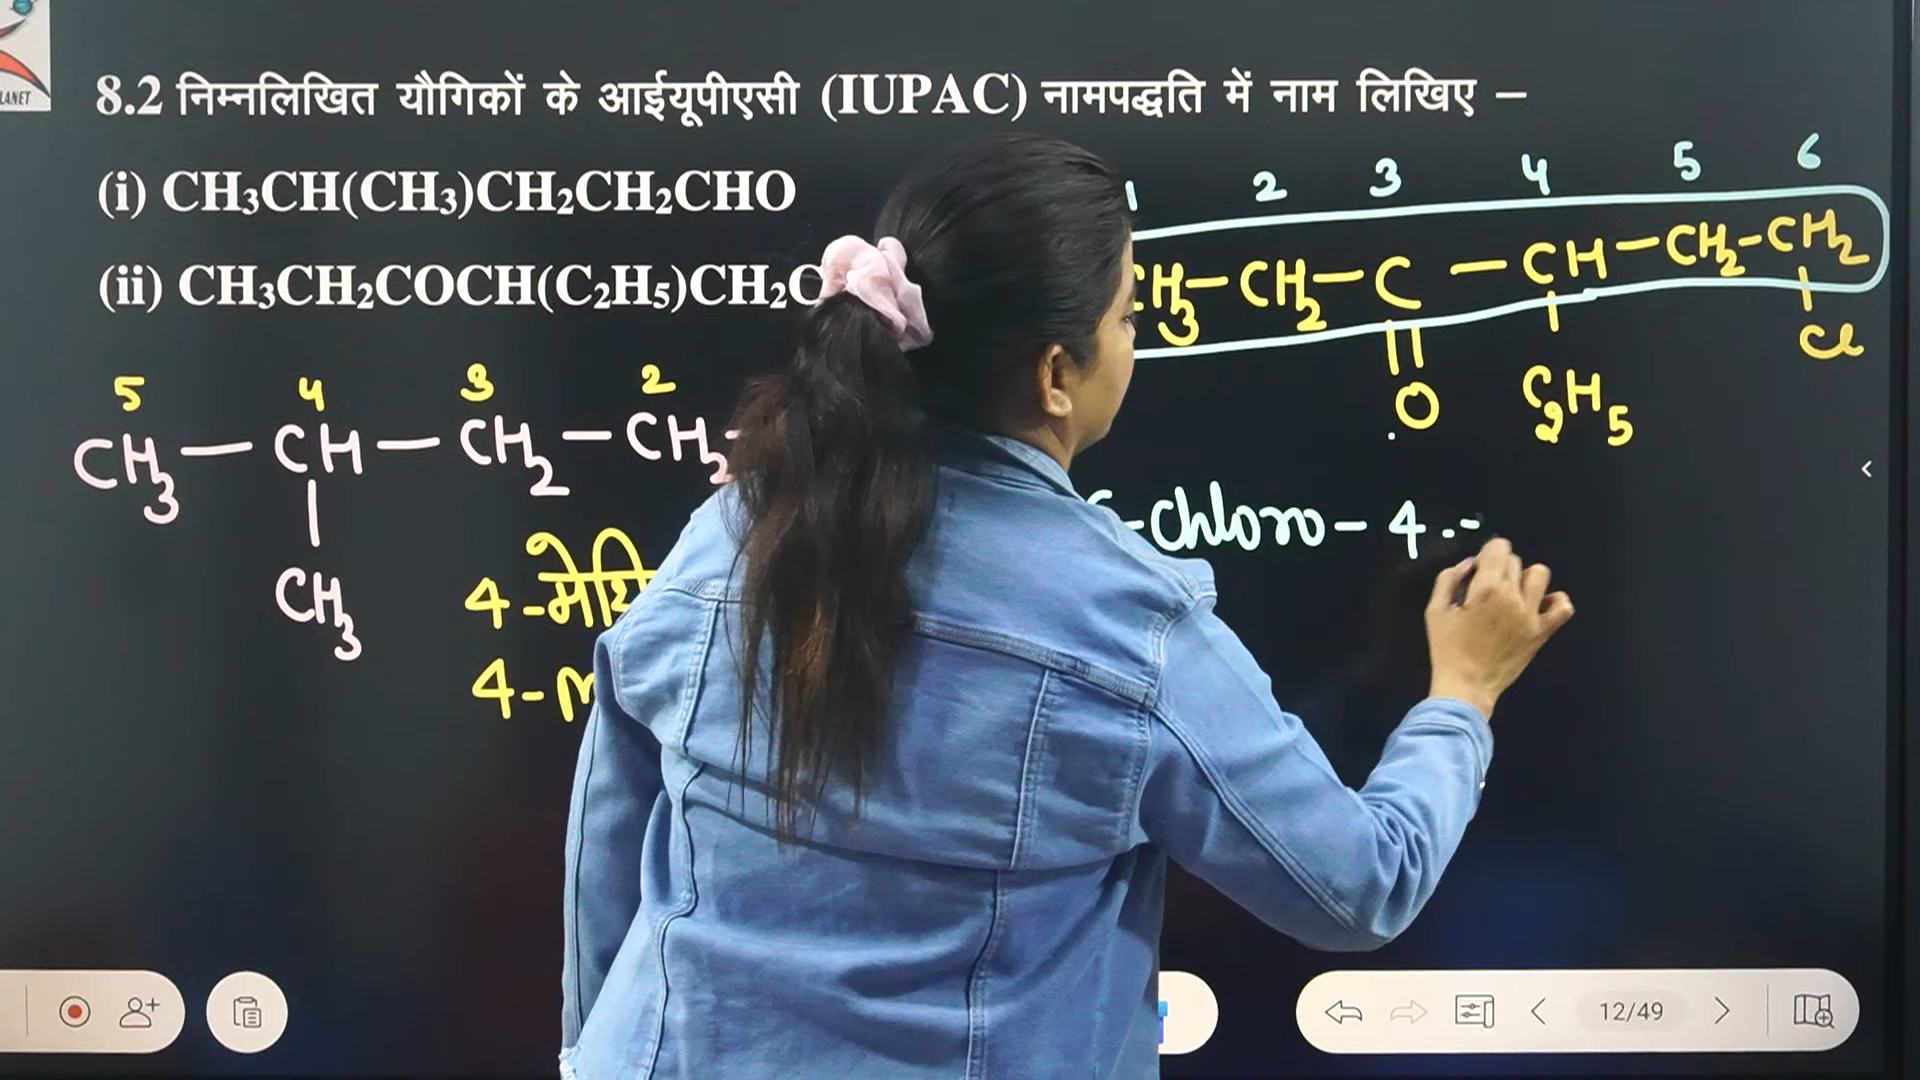 LANET
8.2 निम्नलिखित यौगिकों के आईयूपीएसी (IUPAC) नामपद्धति में नाम लिखिए –
(i) CH₃CH(CH₃)CH₂CH₂CHO
(ii) CH₃CH₂COCH(C₂H₅)CH₂C
1 2 3 4 5 6
CH₃–CH₂–C–CH–CH₂–CH₂
O C₂H₅ Cl
5 4 3 2
CH₃–CH–CH₂–CH₂
CH₃
4-मेथि
4-m
-Chloro-4-
12/49